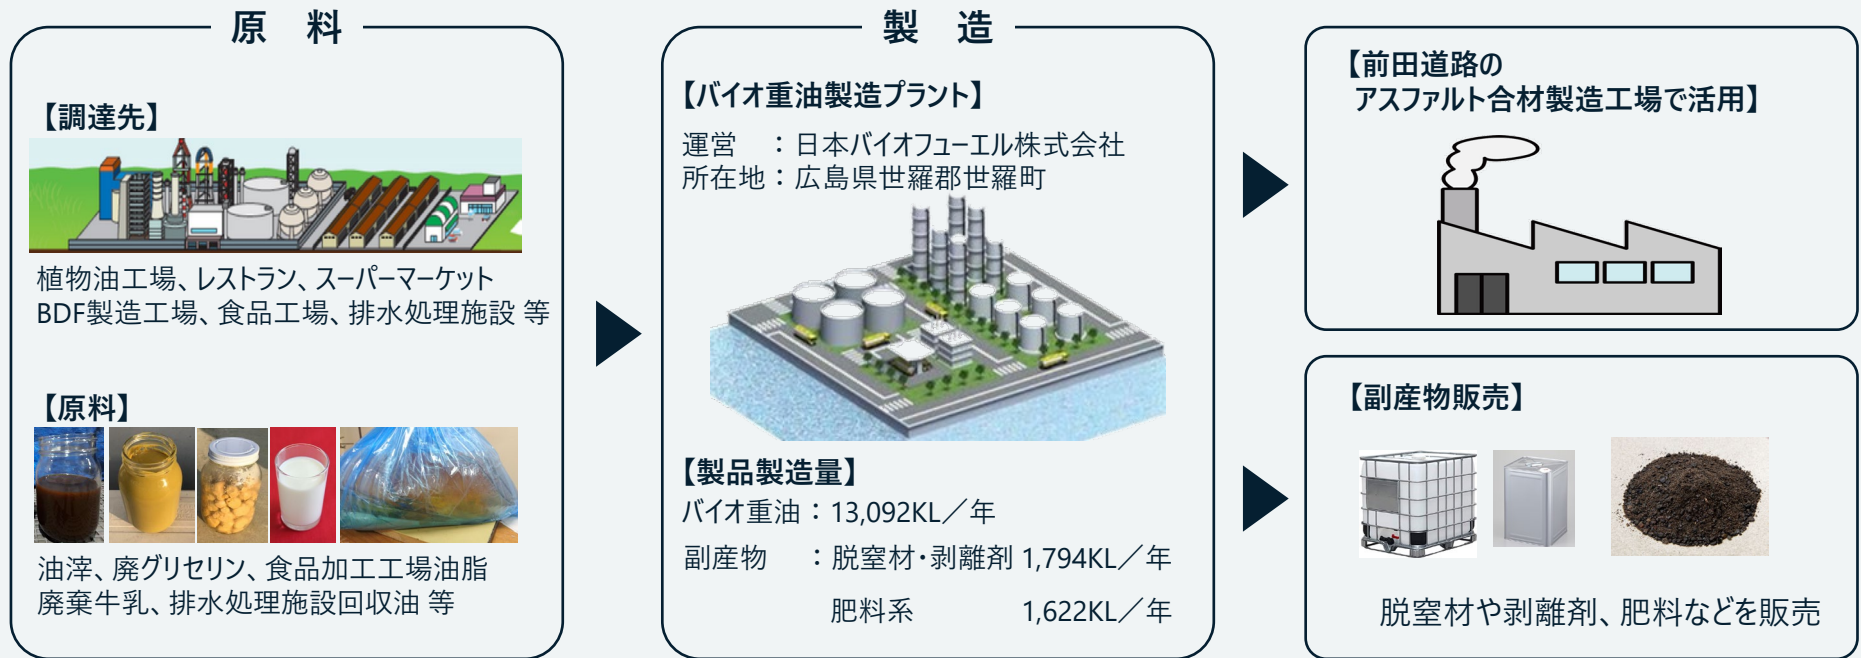 原　料
【調達先】
植物油工場、レストラン、スーパーマーケット
BDF製造工場、食品工場、排水処理施設 等
【原料】
油滓、廃グリセリン、食品加工工場油脂
廃棄牛乳、排水処理施設回収油 等
製　造
【バイオ重油製造プラント】
運営　：日本バイオフューエル株式会社
所在地：広島県世羅郡世羅町
【製品製造量】
バイオ重油：13,092KL／年
副産物　：脱窒材・剥離剤 1,794KL／年
肥料系　1,622KL／年
【前田道路の
アスファルト合材製造工場で活用】
【副産物販売】
脱窒材や剥離剤、肥料などを販売